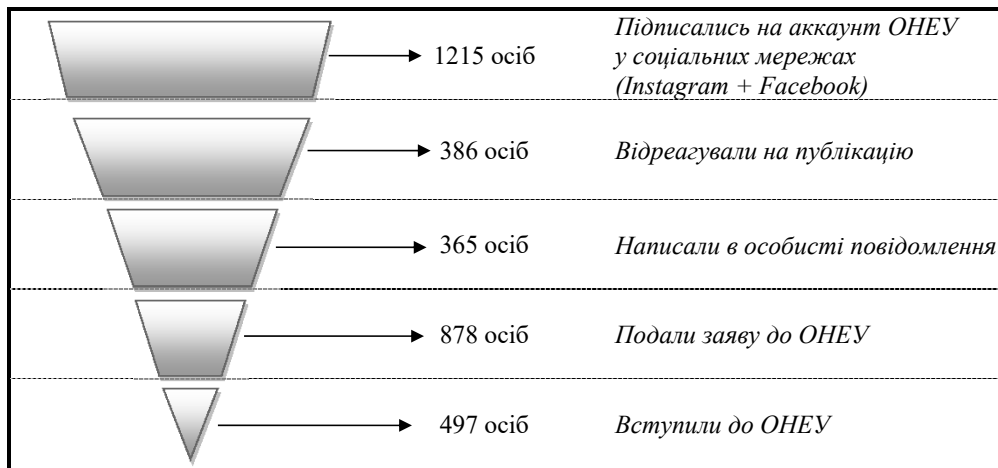 1215 осіб
Підписались на аккаунт ОНЕУ
у соціальних мережах
(Instagram + Facebook)
386 осіб
Відреагували на публікацію
365 осіб
Написали в особисті повідомлення
878 осіб
Подали заяву до ОНЕУ
497 осіб
Вступили до ОНЕУ